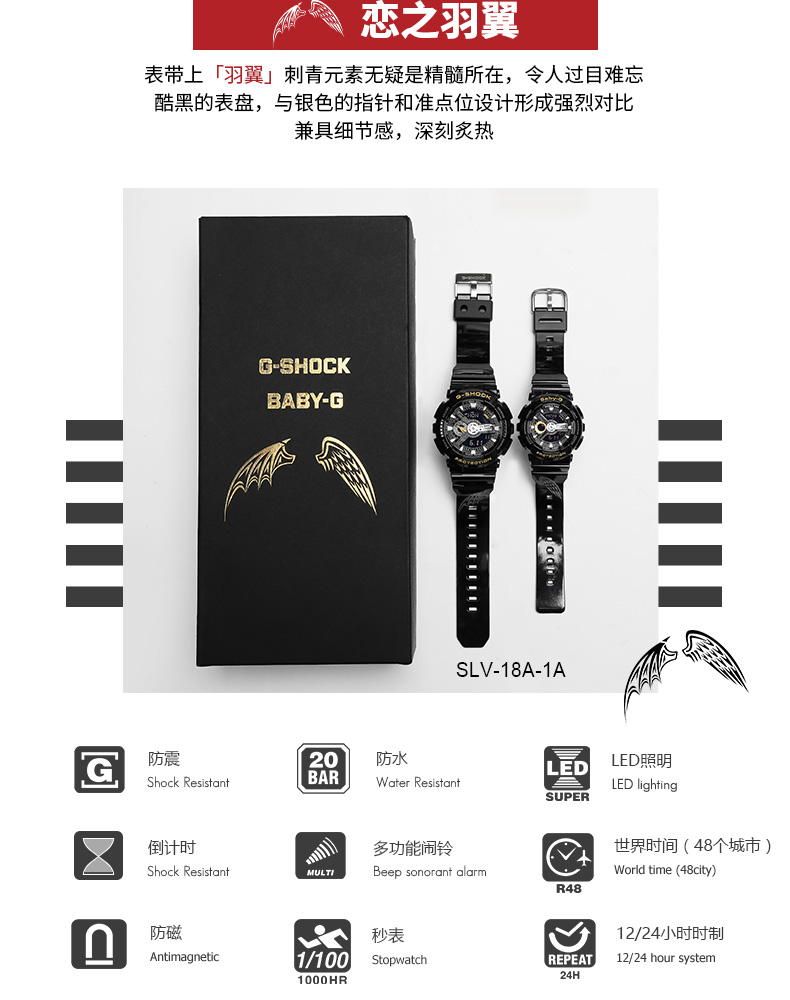 恋之羽翼
表带上「羽翼」刺青元素无疑是精髓所在，令人过目难忘
酷黑的表盘，与银色的指针和准点位设计形成强烈对比
兼具细节感，深刻炙热
G-SHOCK
BABY-G
G-SHOCK
G-SHOCK
PROTECTION
Baby-G
PROTECTION
SLV-18A-1A
G
防震
Shock Resistant
20
BAR
防水
Water Resistant
LED
SUPER
LED照明
LED lighting
倒计时
Shock Resistant
MULTI
多功能闹铃
Beep sonorant alarm
R48
世界时间（48个城市）
World time (48city)
防磁
Antimagnetic
1/100
1000HR
秒表
Stopwatch
REPEAT
24H
12/24小时时制
12/24 hour system